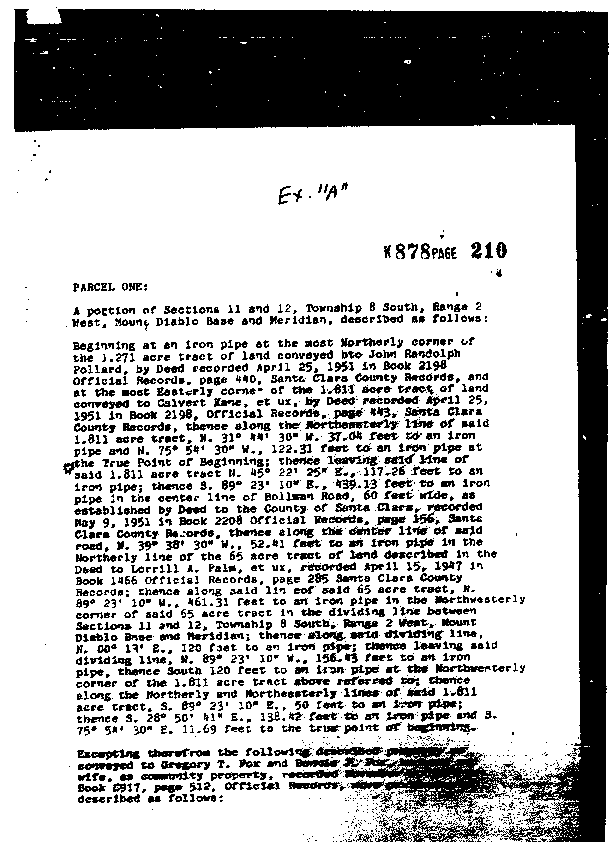 Ex. "A"
K878PAGE 210
PARCEL ONE:
A portion of Sections 11 and 12, Township 8 South, Range 2
West, Mount Diablo Base and Meridian, described as follows:
Beginning at an iron pipe at the most Northerly corner of
the 1.271 acre tract of land conveyed bto John Randolph
Pollard, by Deed recorded April 25, 1951 in Book 2198
Official Records, page 440, Santa Clara County Records, and
at the most Easterly corner of the 1.811 acre tract of land
conveyed to Calvert Kane, et ux, by Deed recorded April 25,
1951 in Book 2198, Official Records, page 443, Santa Clara
County Records, thence along the Northeasterly line of said
1.811 acre tract, N. 31° 44' 30" W. 37.04 feet to an iron
pipe and N. 75° 54' 30" W., 122.31 feet to an iron pipe at
the True Point of Beginning; thence leaving said line of
said 1.811 acre tract N. 45° 22' 25" E., 117.26 feet to an
iron pipe; thence S. 89° 23' 10" E., 439.13 feet to an iron
pipe in the center line of Bollman Road, 60 feet wide, as
established by Deed to the County of Santa Clara, recorded
May 9, 1951 in Book 2208 Official Records, page 156, Santa
Clara County Records, thence along the center line of said
road, N. 39° 38' 30" W., 52.41 feet to an iron pipe in the
Northerly line of the 65 acre tract of land described in the
Deed to Lorrill A. Palm, et ux, recorded April 15, 1947 in
Book 1466 Official Records, page 285 Santa Clara County
Records; thence along said lin eof said 65 acre tract, N.
89° 23' 10" W., 461.31 feet to an iron pipe in the Northwesterly
corner of said 65 acre tract in the dividing line between
Sections 11 and 12, Township 8 South, Range 2 West, Mount
Diablo Base and Meridian; thence along said dividing line,
N. 00° 13' E., 120 feet to an iron pipe; thence leaving said
dividing line, N. 89° 23' 10" W., 156.43 feet to an iron
pipe, thence South 120 feet to an iron pipe at the Northwesterly
corner of the 1.811 acre tract above referred to; thence
along the Northerly and Northeasterly lines of said 1.811
acre tract, S. 89° 23' 10" E., 50 feet to an iron pipe;
thence S. 28° 50' 41" E., 138.42 feet to an iron pipe and S.
75° 54' 30" E. 11.69 feet to the true point of beginning.
Excepting therefrom the following described
conveyed to Gregory T. Fox and
wife, as community property, recorded
Book 0917, page 512, Official Records,
described as follows: